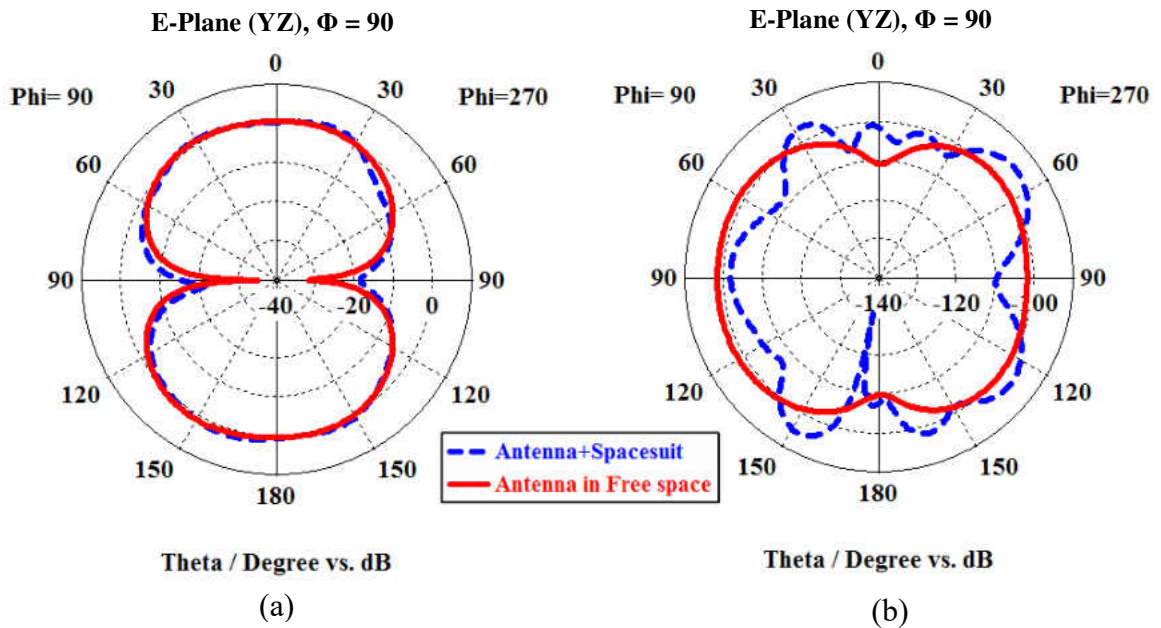 E-Plane (YZ), Φ = 90
0
30
30
Phi= 90
Phi=270
60
60
90
90
-40
-20
0
120
120
150
150
180
Theta / Degree vs. dB
(a)
E-Plane (YZ), Φ = 90
0
30
30
Phi= 90
Phi=270
60
60
90
90
140
-120
-100
120
120
150
150
180
Theta / Degree vs. dB
(b)
Antenna+Spacesuit
Antenna in Free space